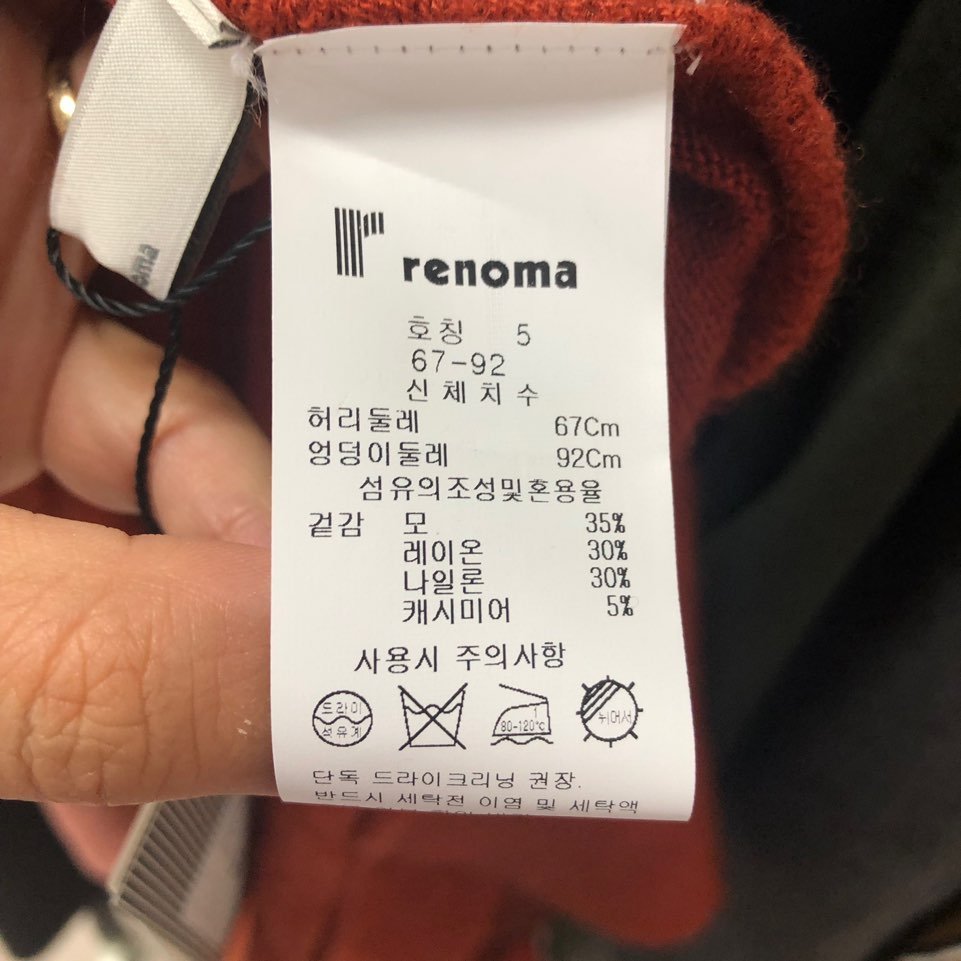 renoma
호칭 5
67-92
신체치수
허리둘레 67Cm
엉덩이둘레 92Cm
섬유의조성및혼용율
겉감 모 35%
레이온 30%
나일론 30%
캐시미어 5%
사용시 주의사항
드라이
석유계
1
80-120℃
뉘어서
단독 드라이크리닝 권장.
반드시 세탁전 이염 및 세탁액
oma